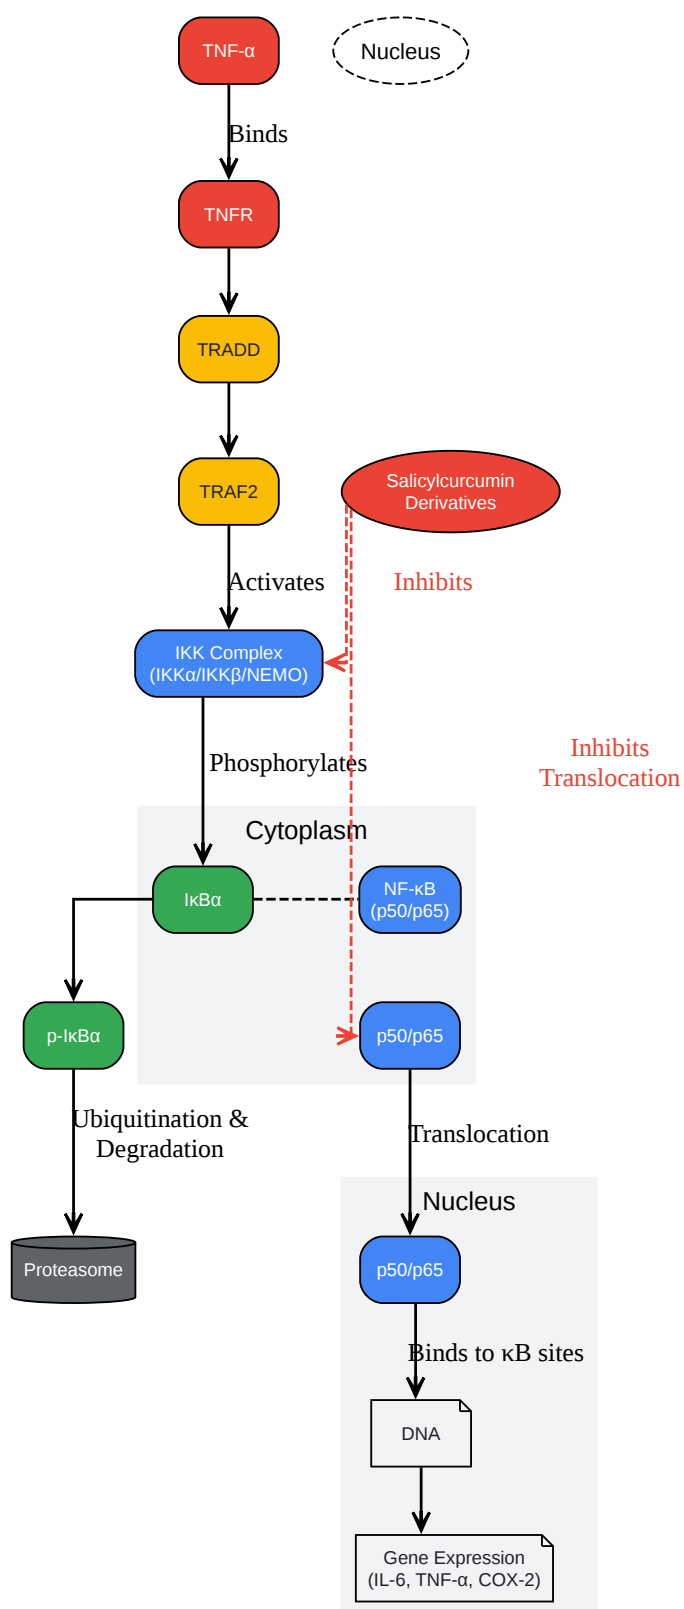 TNF-α
Nucleus
Binds
TNFR
TRADD
TRAF2
Salicylcurcumin
Derivatives
Activates
Inhibits
IKK Complex
(IKKα/IKKβ/NEMO)
Inhibits
Translocation
Phosphorylates
Cytoplasm
IκBα
NF-κB
(p50/p65)
p-IκBα
p50/p65
Ubiquitination &
Degradation
Translocation
Nucleus
Proteasome
p50/p65
Binds to κB sites
DNA
Gene Expression
(IL-6, TNF-α, COX-2)